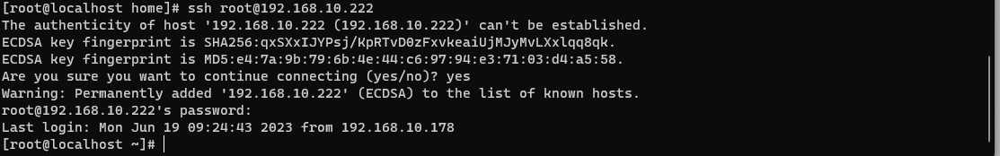 [root@localhost home]# ssh root@192.168.10.222
The authenticity of host '192.168.10.222 (192.168.10.222)' can't be established.
ECDSA key fingerprint is SHA256:qxSXxIJYPsj/KpRTvD0zFxvkeaiUjMJyMvLXxlqq8qk.
ECDSA key fingerprint is MD5:e4:7a:9b:79:6b:4e:44:c6:97:94:e3:71:03:d4:a5:58.
Are you sure you want to continue connecting (yes/no)? yes
Warning: Permanently added '192.168.10.222' (ECDSA) to the list of known hosts.
root@192.168.10.222's password:
Last login: Mon Jun 19 09:24:43 2023 from 192.168.10.178
[root@localhost ~]#